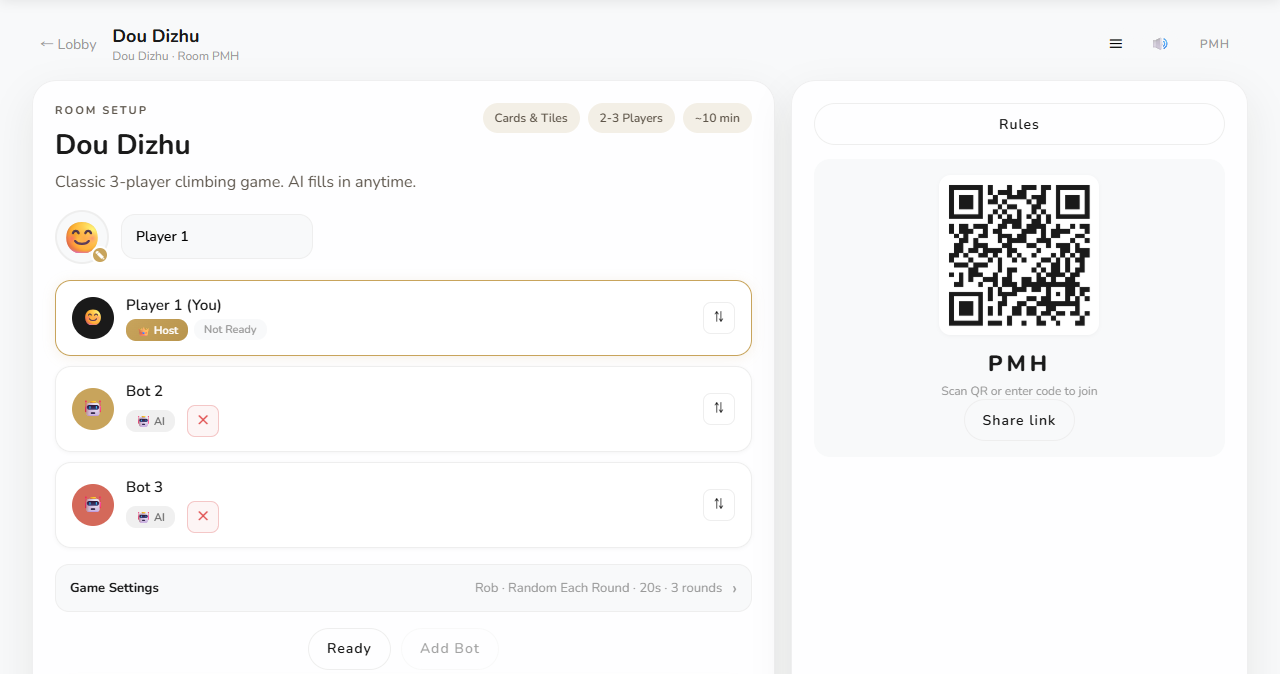 ← Lobby
Dou Dizhu
Dou Dizhu · Room PMH
PMH
ROOM SETUP
Cards & Tiles
2-3 Players
~10 min
Dou Dizhu
Classic 3-player climbing game. AI fills in anytime.
Player 1
Player 1 (You)
Host
Not Ready
Bot 2
AI
Bot 3
AI
Game Settings
Rob · Random Each Round · 20s · 3 rounds ›
Ready
Add Bot
Rules
PMH
Scan QR or enter code to join
Share link